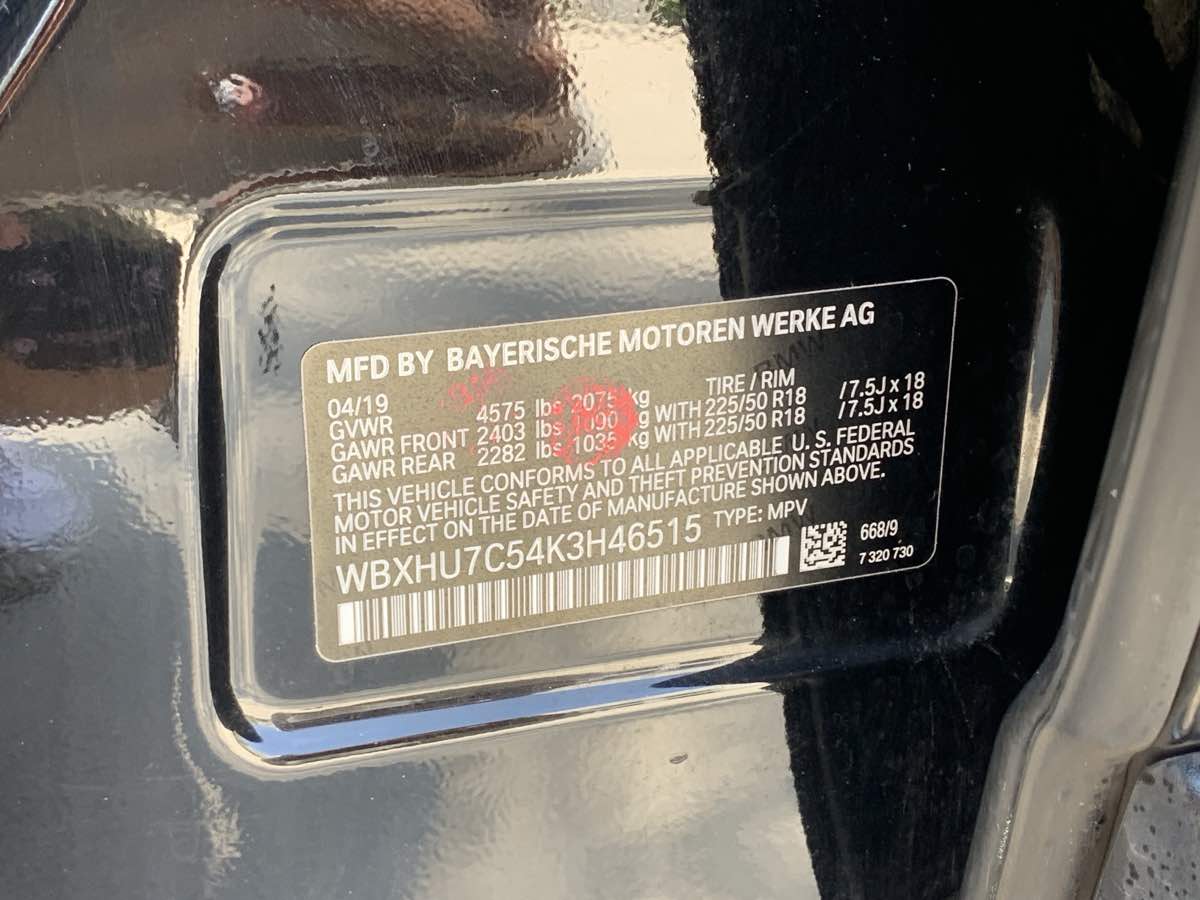 MFD BY BAYERISCHE MOTOREN WERKE AG
04/19 TIRE / RIM
GVWR 4575 lbs 2075 kg
GAWR FRONT 2403 lbs 1090 kg WITH 225/50 R18 /7.5J x 18
GAWR REAR 2282 lbs 1035 kg WITH 225/50 R18 /7.5J x 18
THIS VEHICLE CONFORMS TO ALL APPLICABLE U. S. FEDERAL
MOTOR VEHICLE SAFETY AND THEFT PREVENTION STANDARDS
IN EFFECT ON THE DATE OF MANUFACTURE SHOWN ABOVE.
WBXHU7C54K3H46515 TYPE: MPV
668/9
7 320 730